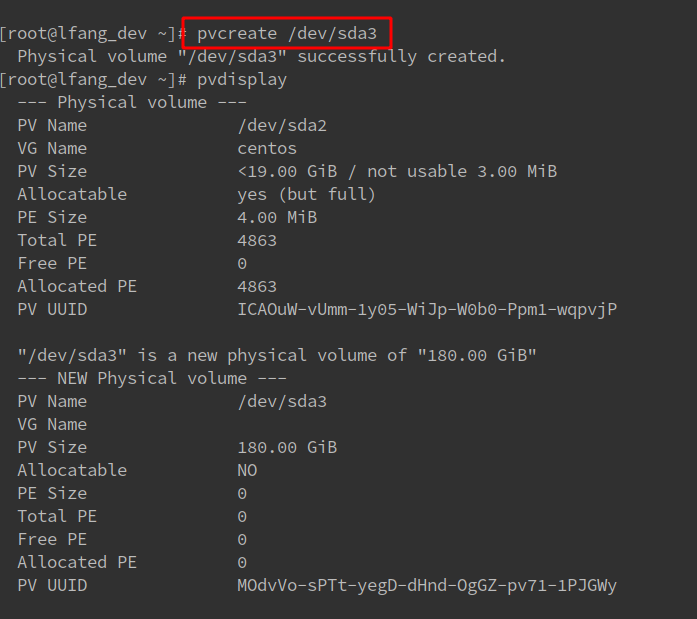 [root@lfang_dev ~]# pvcreate /dev/sda3
  Physical volume "/dev/sda3" successfully created.
[root@lfang_dev ~]# pvdisplay
  --- Physical volume ---
  PV Name               /dev/sda2
  VG Name               centos
  PV Size               <19.00 GiB / not usable 3.00 MiB
  Allocatable           yes (but full)
  PE Size               4.00 MiB
  Total PE              4863
  Free PE               0
  Allocated PE          4863
  PV UUID               ICAOuW-vUmm-1y05-WiJp-W0b0-Ppm1-wqpvjP

  "/dev/sda3" is a new physical volume of "180.00 GiB"
  --- NEW Physical volume ---
  PV Name               /dev/sda3
  VG Name
  PV Size               180.00 GiB
  Allocatable           NO
  PE Size               0
  Total PE              0
  Free PE               0
  Allocated PE          0
  PV UUID               MOdvVo-sPTt-yegD-dHnd-OgGZ-pv71-1PJGWy